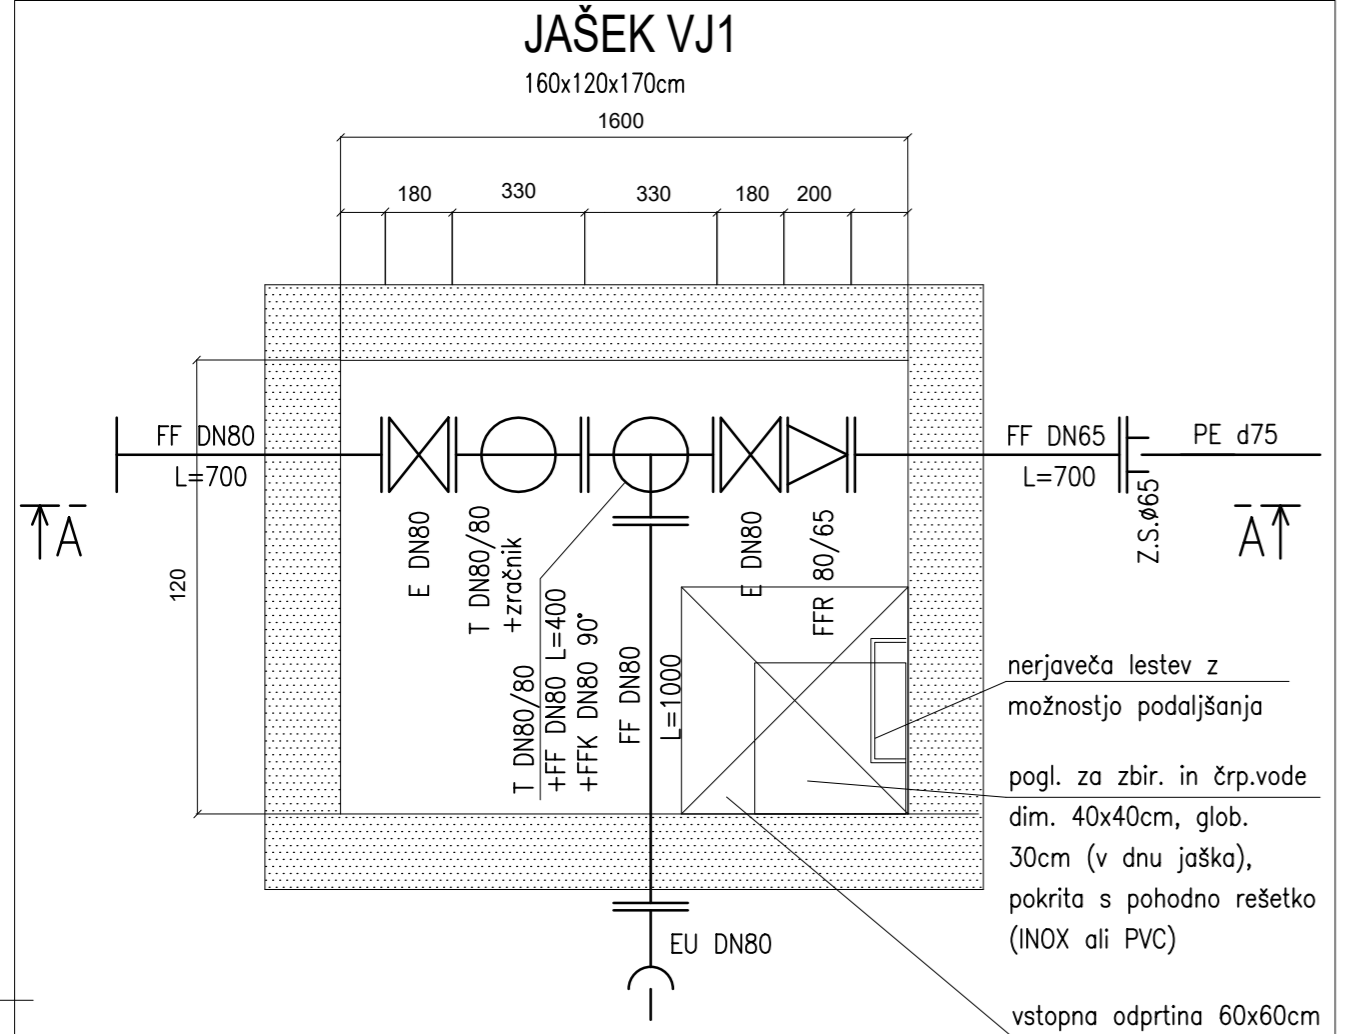 JAŠEK VJ1
160x120x170cm
1600
180
330
330
180
200
FF DN80
L=700
FF DN65
L=700
PE d75
Z.S.ø65
A
A
120
E DN80
T DN80/80
+zračnik
T DN80/80
+FF DN80 L=400
+FFK DN80 90°
FF DN80
L=1000
E DN80
FFR 80/65
nerjaveča lestev z
možnostjo podaljšanja
pogl. za zbir. in črp.vode
dim. 40x40cm, glob.
30cm (v dnu jaška),
pokrita s pohodno rešetko
(INOX ali PVC)
EU DN80
vstopna odprtina 60x60cm